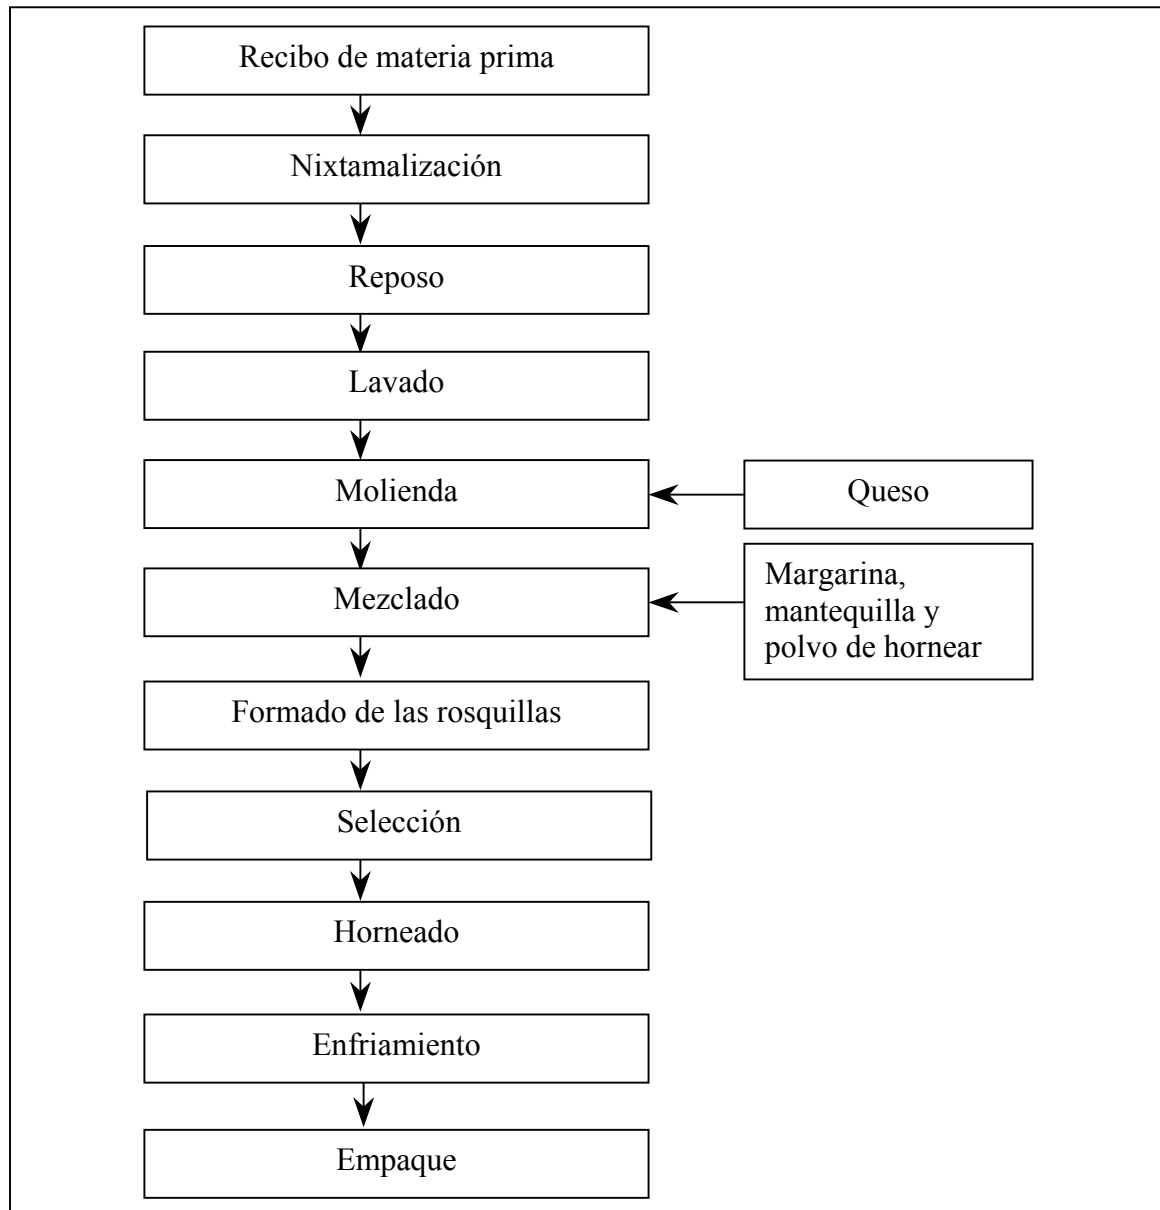 Recibo de materia prima
Nixtamalización
Reposo
Lavado
Molienda
Queso
Mezclado
Margarina,
mantequilla y
polvo de hornear
Formado de las rosquillas
Selección
Horneado
Enfriamiento
Empaque